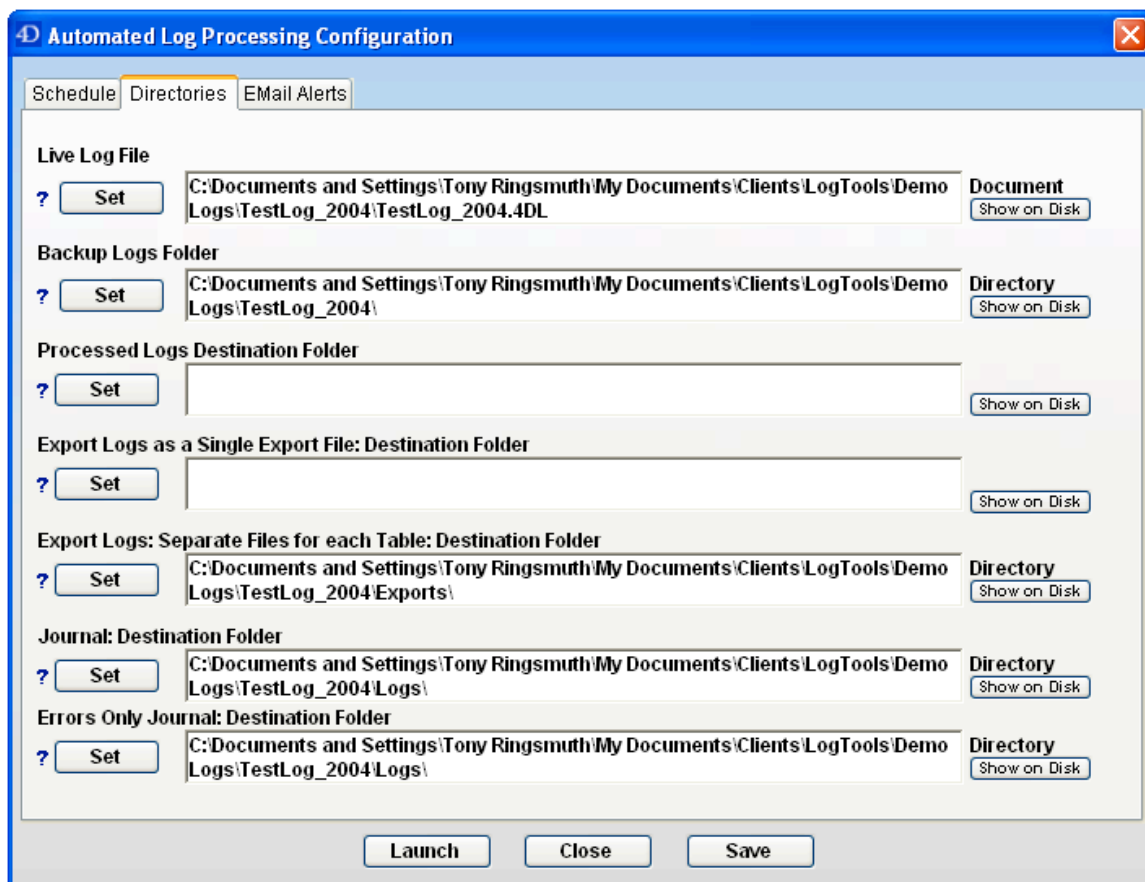 4D Automated Log Processing Configuration
Schedule Directories EMail Alerts
Live Log File
? Set C:\Documents and Settings\Tony Ringsmuth\My Documents\Clients\LogTools\Demo Document
Logs\TestLog_2004\TestLog_2004.4DL Show on Disk
Backup Logs Folder
? Set C:\Documents and Settings\Tony Ringsmuth\My Documents\Clients\LogTools\Demo Directory
Logs\TestLog_2004\ Show on Disk
Processed Logs Destination Folder
? Set Show on Disk
Export Logs as a Single Export File: Destination Folder
? Set Show on Disk
Export Logs: Separate Files for each Table: Destination Folder
? Set C:\Documents and Settings\Tony Ringsmuth\My Documents\Clients\LogTools\Demo Directory
Logs\TestLog_2004\Exports\ Show on Disk
Journal: Destination Folder
? Set C:\Documents and Settings\Tony Ringsmuth\My Documents\Clients\LogTools\Demo Directory
Logs\TestLog_2004\Logs\ Show on Disk
Errors Only Journal: Destination Folder
? Set C:\Documents and Settings\Tony Ringsmuth\My Documents\Clients\LogTools\Demo Directory
Logs\TestLog_2004\Logs\ Show on Disk
Launch Close Save